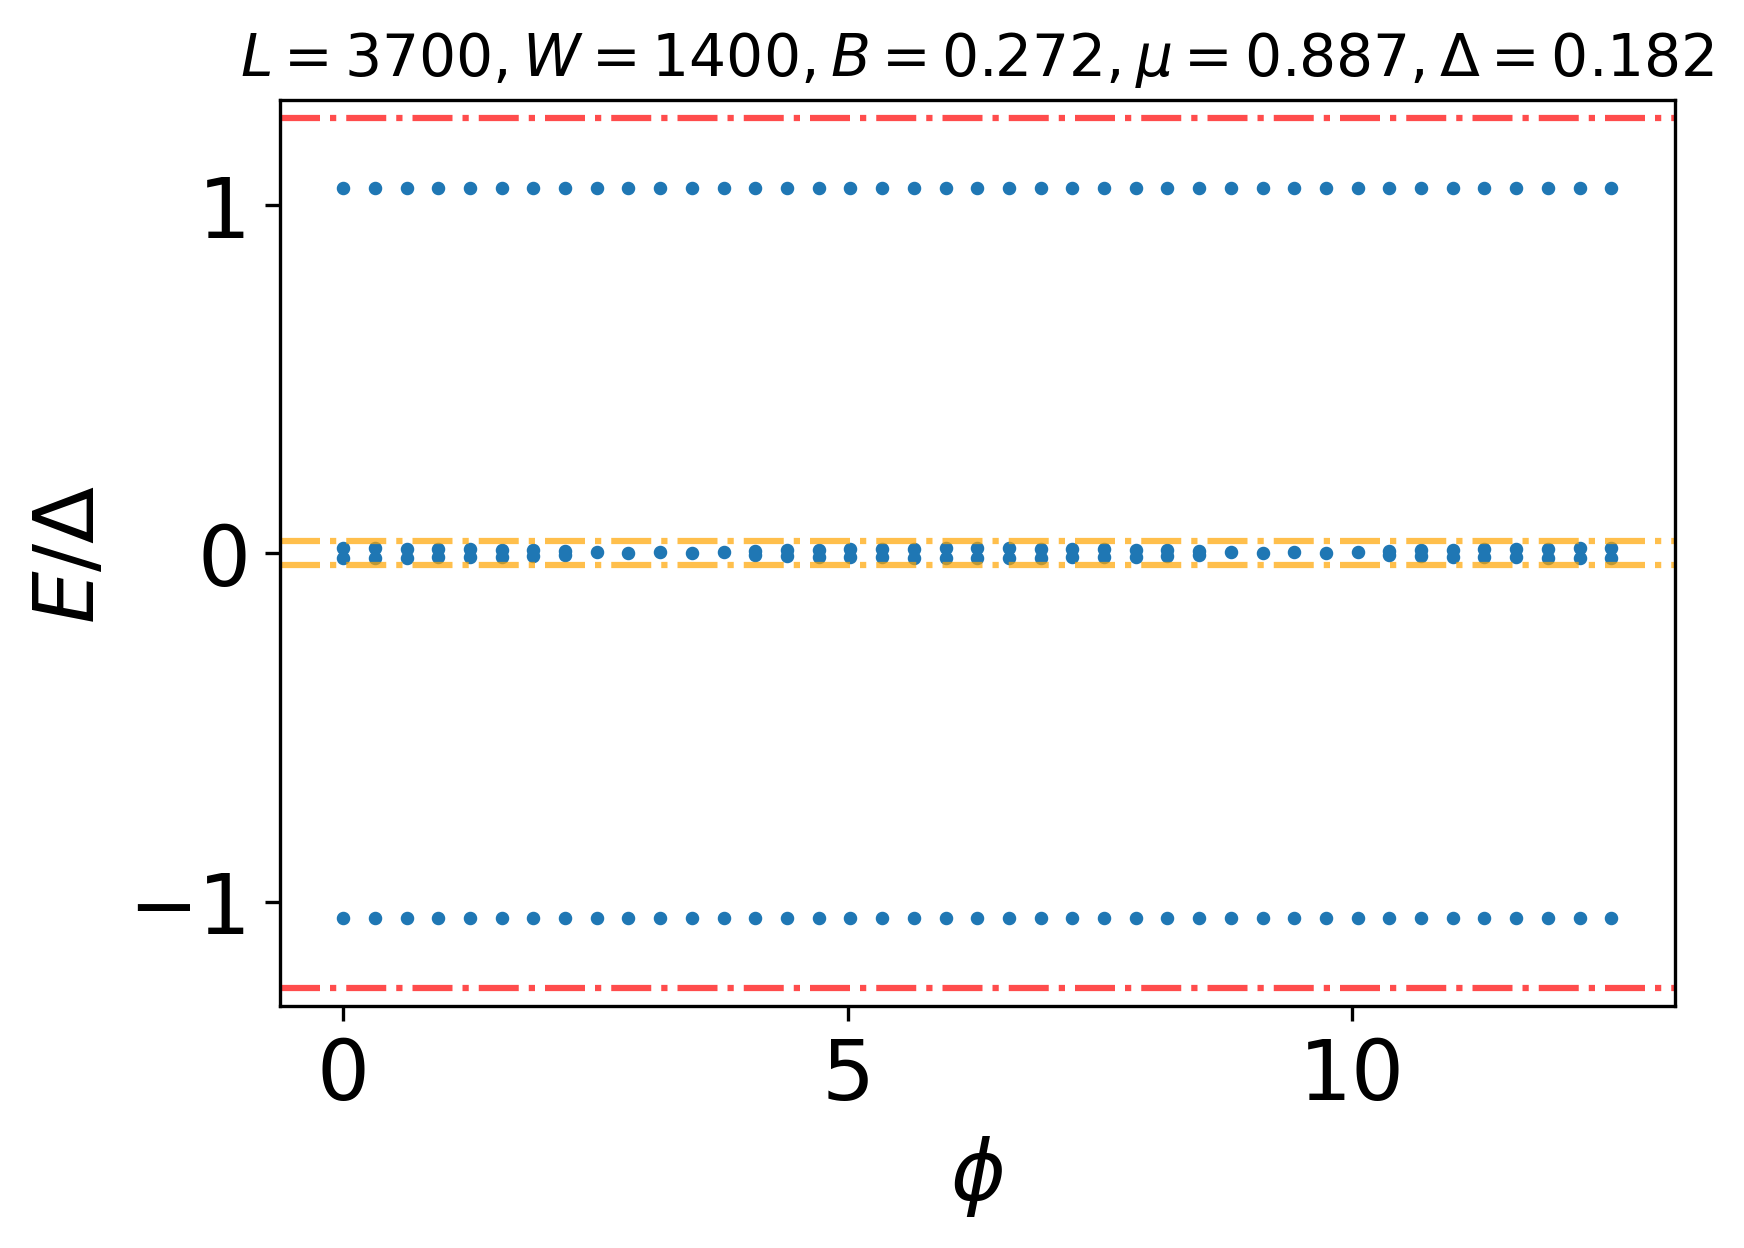 L = 3700, W = 1400, B = 0.272, μ = 0.887, Δ = 0.182
1
0
−1
E/Δ
0 5 10
ϕ